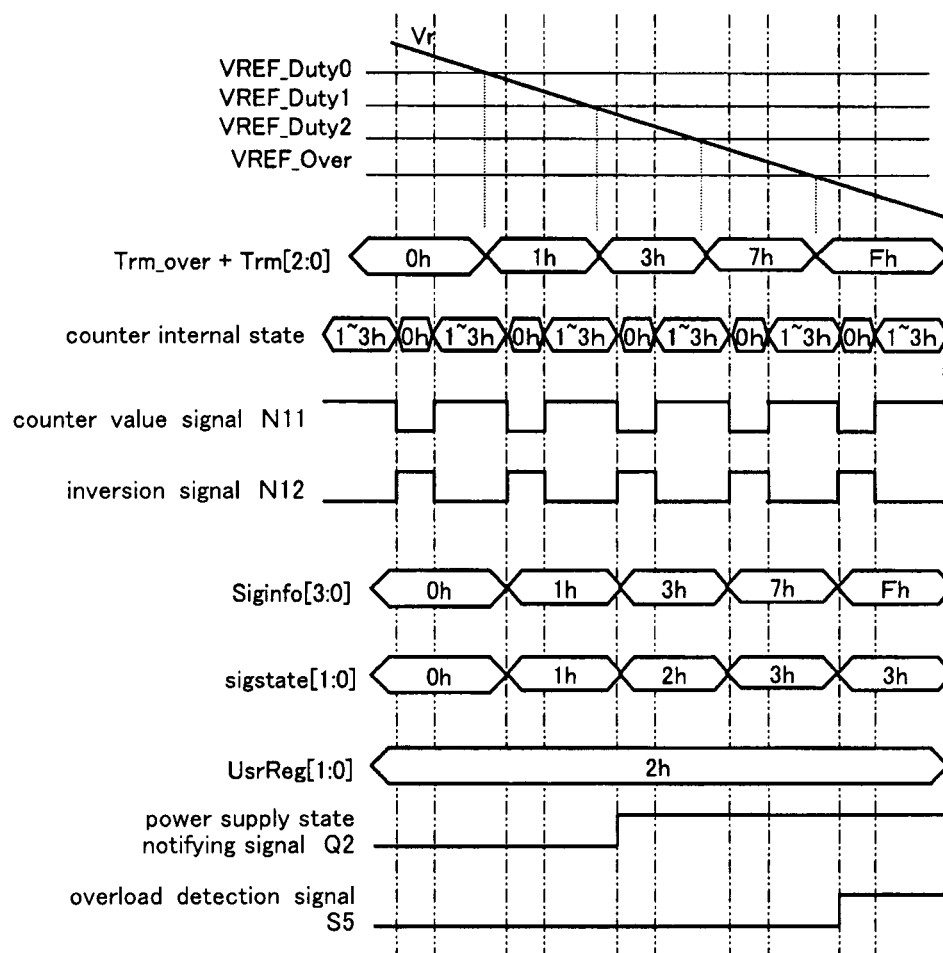 Vr
VREF_Duty0
VREF_Duty1
VREF_Duty2
VREF_Over
Trm_over + Trm[2:0] 0h 1h 3h 7h Fh
counter internal state 1~3h 0h 1~3h 0h 1~3h 0h 1~3h 0h 1~3h 0h 1~3h
counter value signal N11
inversion signal N12
Siginfo[3:0] 0h 1h 3h 7h Fh
sigstate[1:0] 0h 1h 2h 3h 3h
UsrReg[1:0] 2h
power supply state
notifying signal Q2
overload detection signal
S5